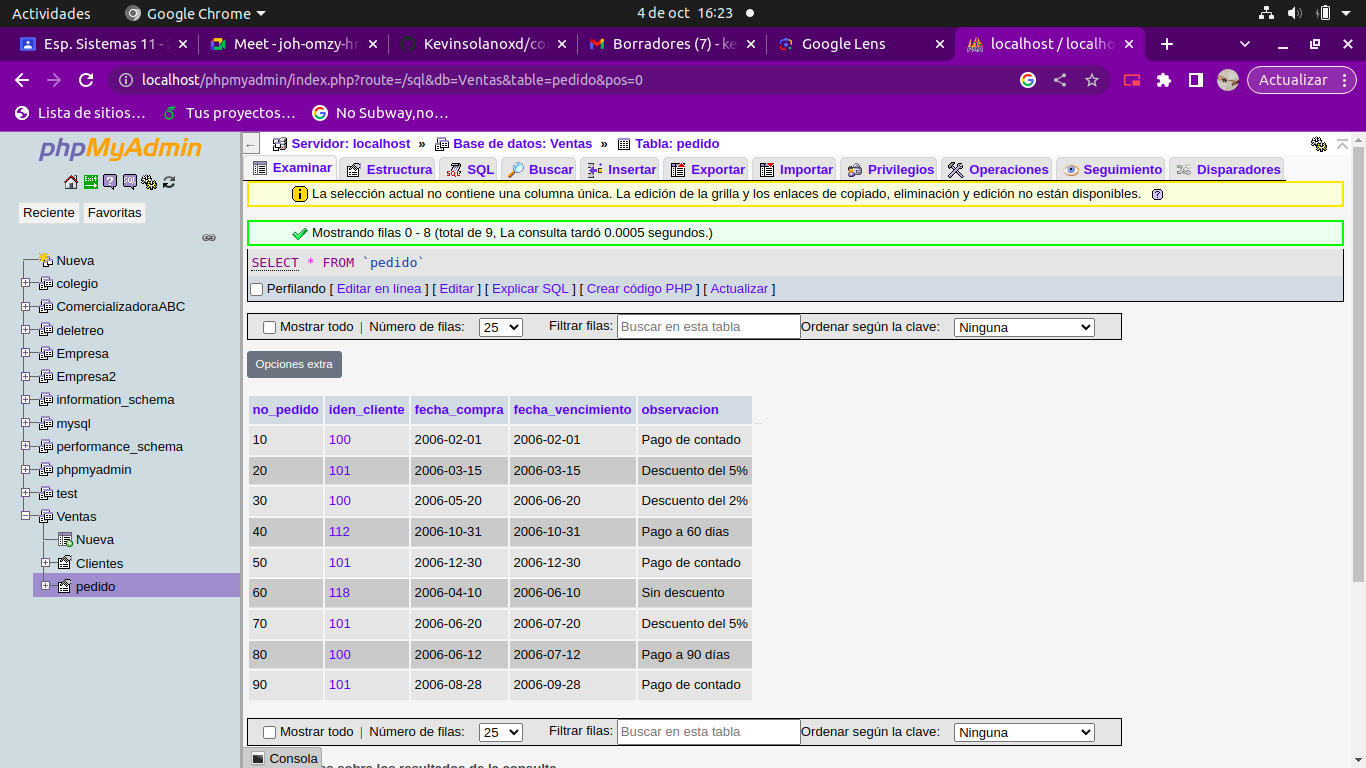 Actividades Google Chrome 4 de oct 16:23
Esp. Sistemas 11 - 2 Meet - joh-omzy-hr Kevinsolanoxd/co Borradores (7) - ke Google Lens localhost / localho
localhost/phpmyadmin/index.php?route=/sql&db=Ventas&table=pedido&pos=0 Actualizar
Lista de sitios… Tus proyectos… No Subway,no…
phpMyAdmin
Reciente Favoritas
Nueva
colegio
ComercializadoraABC
deletreo
Empresa
Empresa2
information_schema
mysql
performance_schema
phpmyadmin
test
Ventas
Nueva
Clientes
pedido
Servidor: localhost » Base de datos: Ventas » Tabla: pedido
Examinar Estructura SQL Buscar Insertar Exportar Importar Privilegios Operaciones Seguimiento Disparadores
La selección actual no contiene una columna única. La edición de la grilla y los enlaces de copiado, eliminación y edición no están disponibles.
Mostrando filas 0 - 8 (total de 9, La consulta tardó 0.0005 segundos.)
SELECT * FROM `pedido`
Perfilando [ Editar en línea ] [ Editar ] [ Explicar SQL ] [ Crear código PHP ] [ Actualizar ]
Mostrar todo | Número de filas: 25 Filtrar filas: Buscar en esta tabla Ordenar según la clave: Ninguna
Opciones extra
no_pedido iden_cliente fecha_compra fecha_vencimiento observacion
10 100 2006-02-01 2006-02-01 Pago de contado
20 101 2006-03-15 2006-03-15 Descuento del 5%
30 100 2006-05-20 2006-06-20 Descuento del 2%
40 112 2006-10-31 2006-10-31 Pago a 60 dias
50 101 2006-12-30 2006-12-30 Pago de contado
60 118 2006-04-10 2006-06-10 Sin descuento
70 101 2006-06-20 2006-07-20 Descuento del 5%
80 100 2006-06-12 2006-07-12 Pago a 90 días
90 101 2006-08-28 2006-09-28 Pago de contado
Mostrar todo | Número de filas: 25 Filtrar filas: Buscar en esta tabla Ordenar según la clave: Ninguna
Consola
sobre los resultados de la consulta